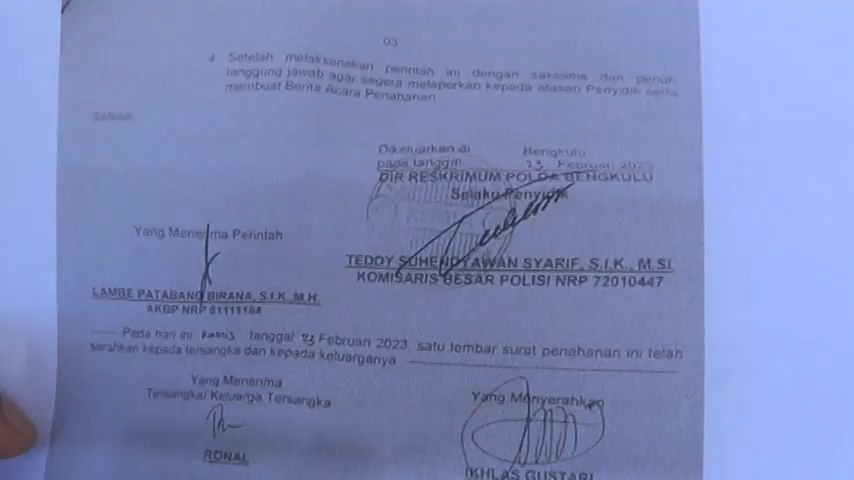 03
Setelah melaksanakan perintah ini dengan saksama dan penuh
tanggung jawab agar segera melaporkan kepada atasan Penyidik serta
membuat Berita Acara Penahanan
Selesai.
Dikeluarkan di Bengkulu
pada tanggal 23 Februari 2023
DIR RESKRIMUM POLDA BENGKULU
Selaku Penyidik
TEDDY SUHENDYAWAN SYARIF, S.I.K., M.SI.
KOMISARIS BESAR POLISI NRP 72010447
Yang Menerima Perintah
LAMBE PATABANG BIRANA, S.I.K., M.H.
AKBP NRP 81111184
Pada hari ini Kamis tanggal 23 Februari 2023, satu lembar surat penahanan ini telah
serahkan kepada tersangka dan kepada keluarganya
Yang Menerima
Tersangka/ Keluarga Tersangka
RONAL
Yang Menyerahkan
IKHLAS GUSTARI